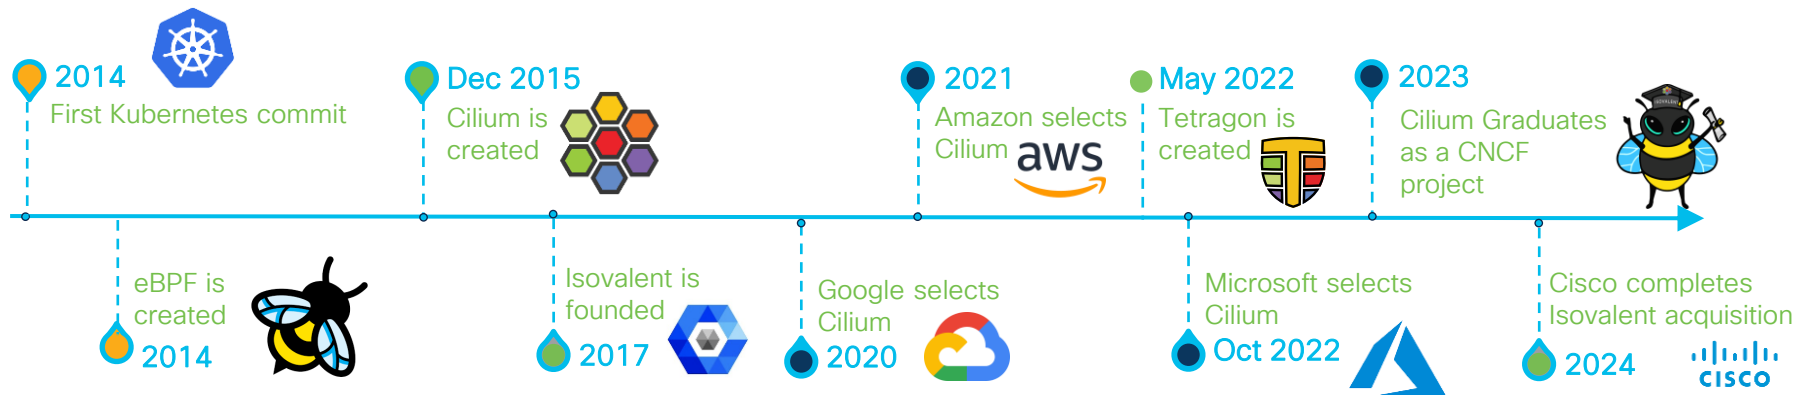 2014
First Kubernetes commit
eBPF is
created
2014
Dec 2015
Cilium is
created
Isovalent is
founded
2017
Google selects
Cilium
2020
2021
Amazon selects
Cilium
aws
May 2022
Tetragon is
created
Microsoft selects
Cilium
Oct 2022
2023
Cilium Graduates
as a CNCF
project
ISOVALENT
Cisco completes
Isovalent acquisition
2024
CISCO